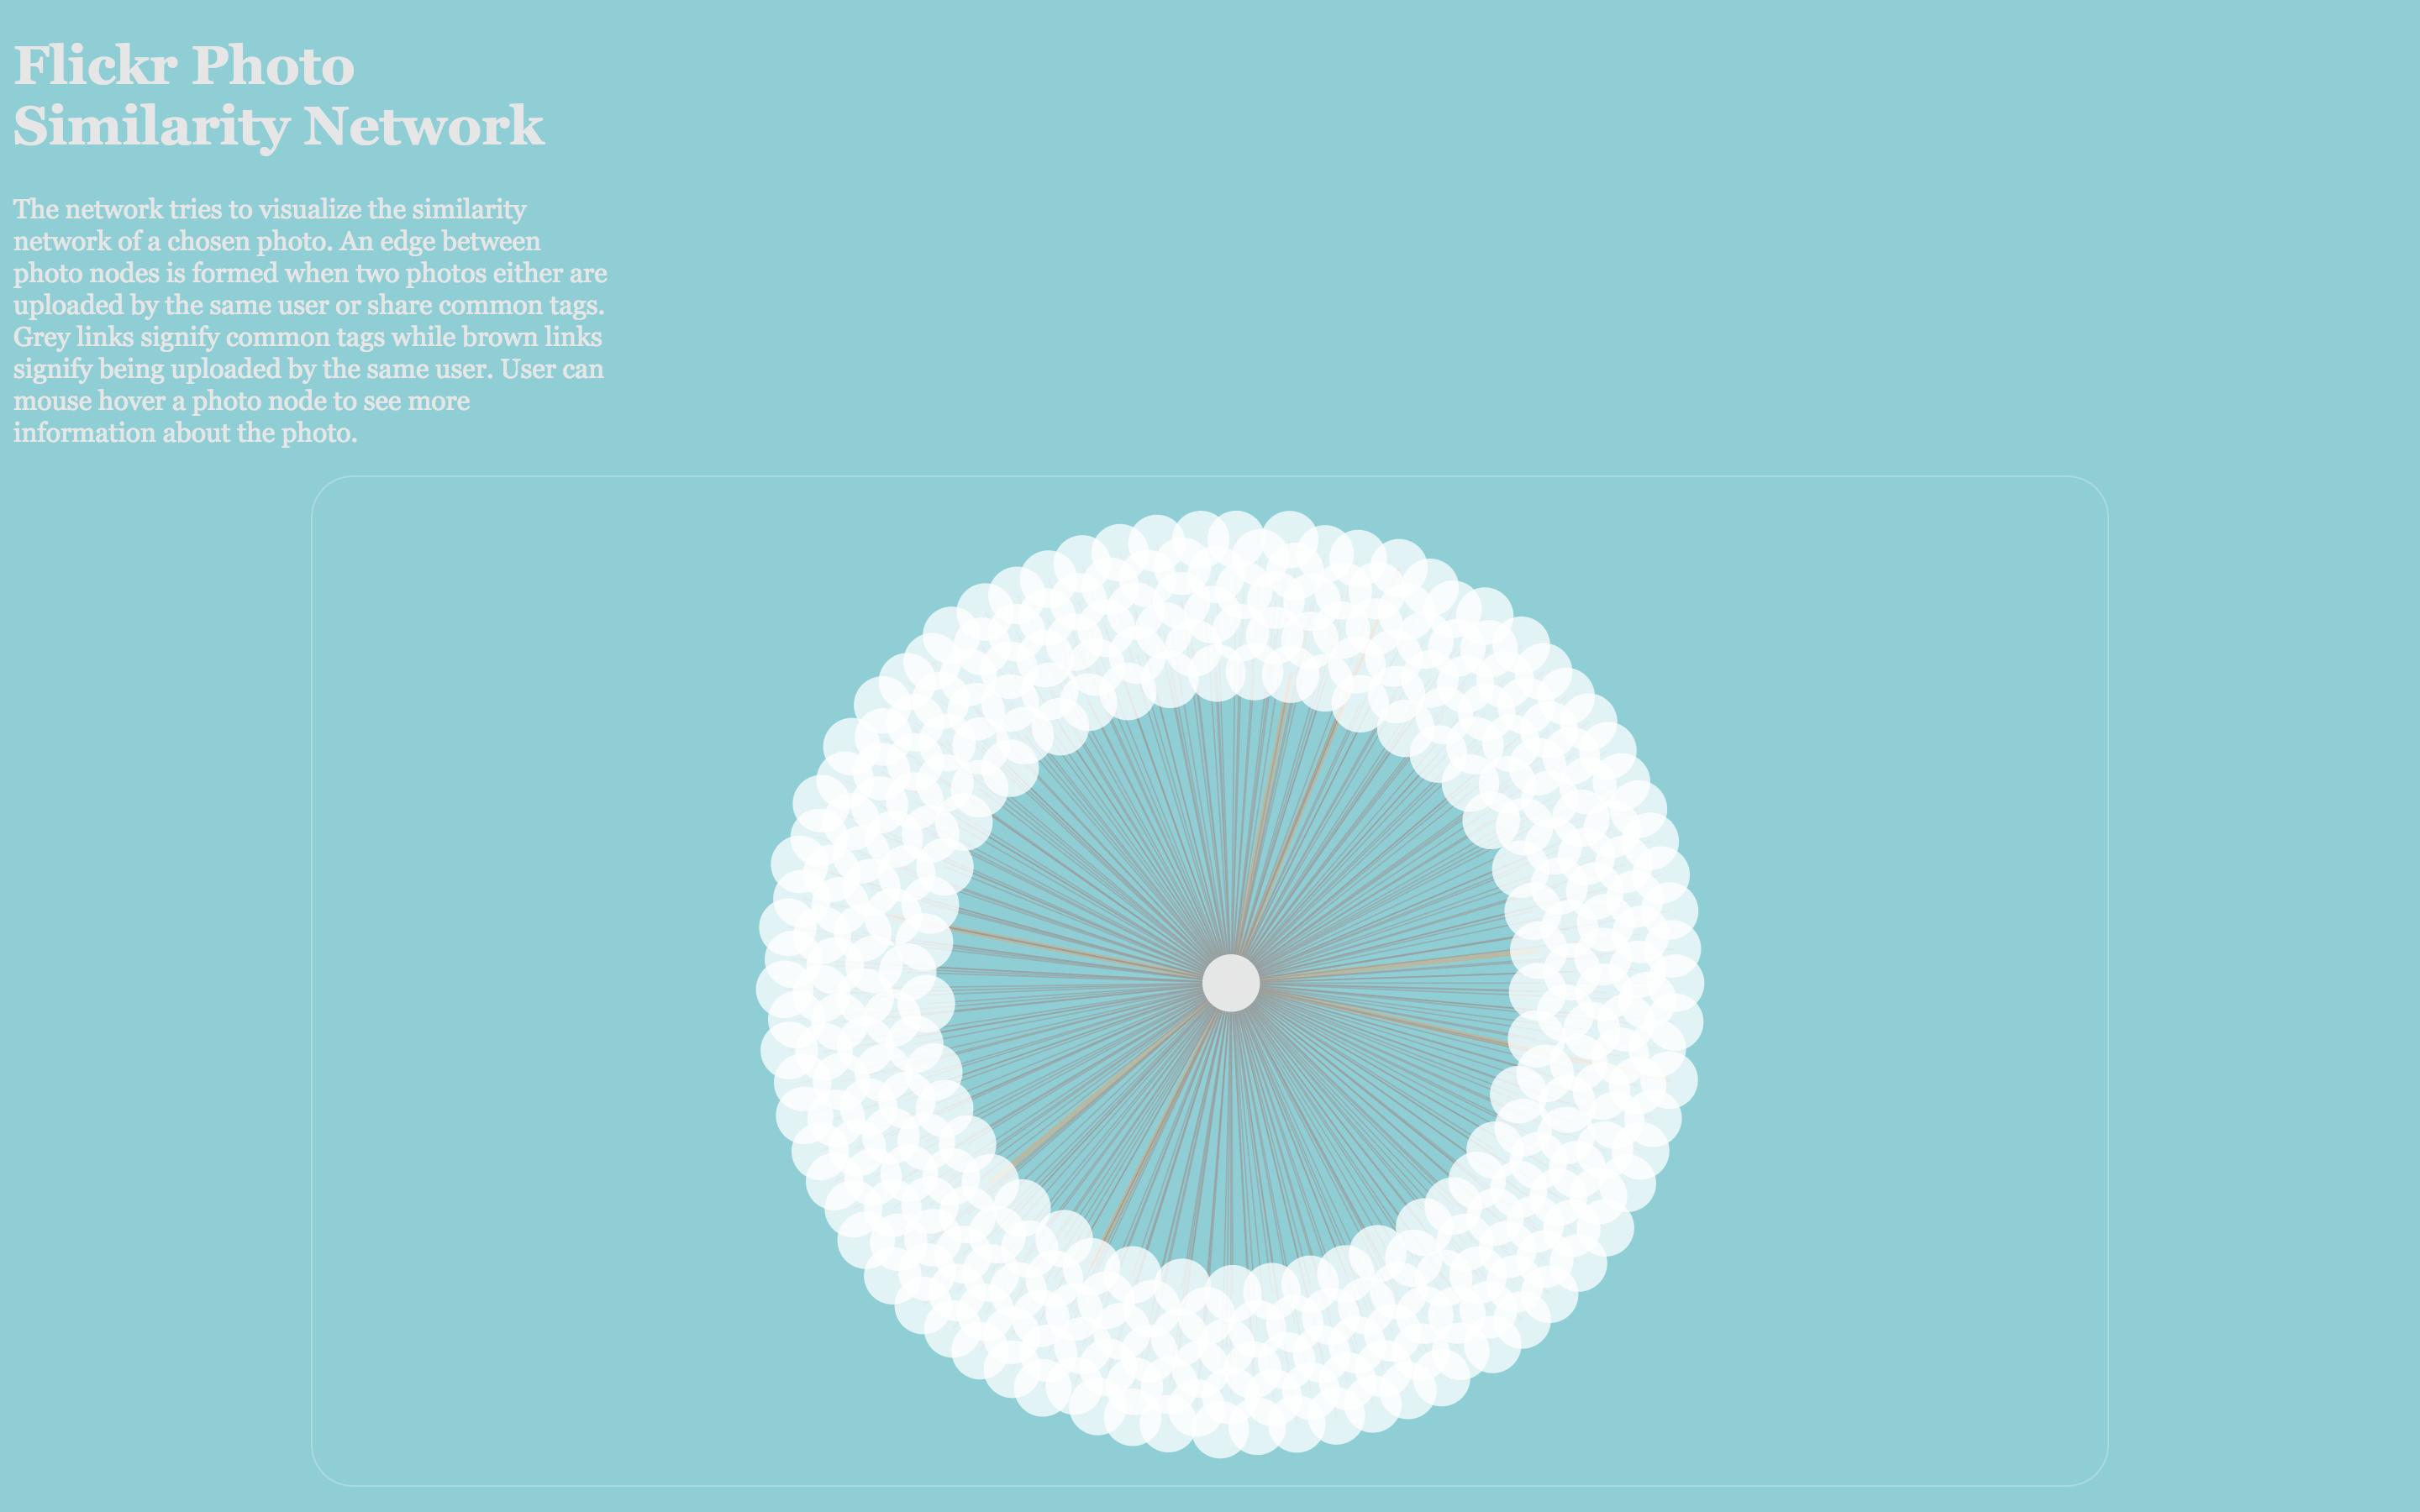 Flickr Photo
Similarity Network
The network tries to visualize the similarity
network of a chosen photo. An edge between
photo nodes is formed when two photos either are
uploaded by the same user or share common tags.
Grey links signify common tags while brown links
signify being uploaded by the same user. User can
mouse hover a photo node to see more
information about the photo.